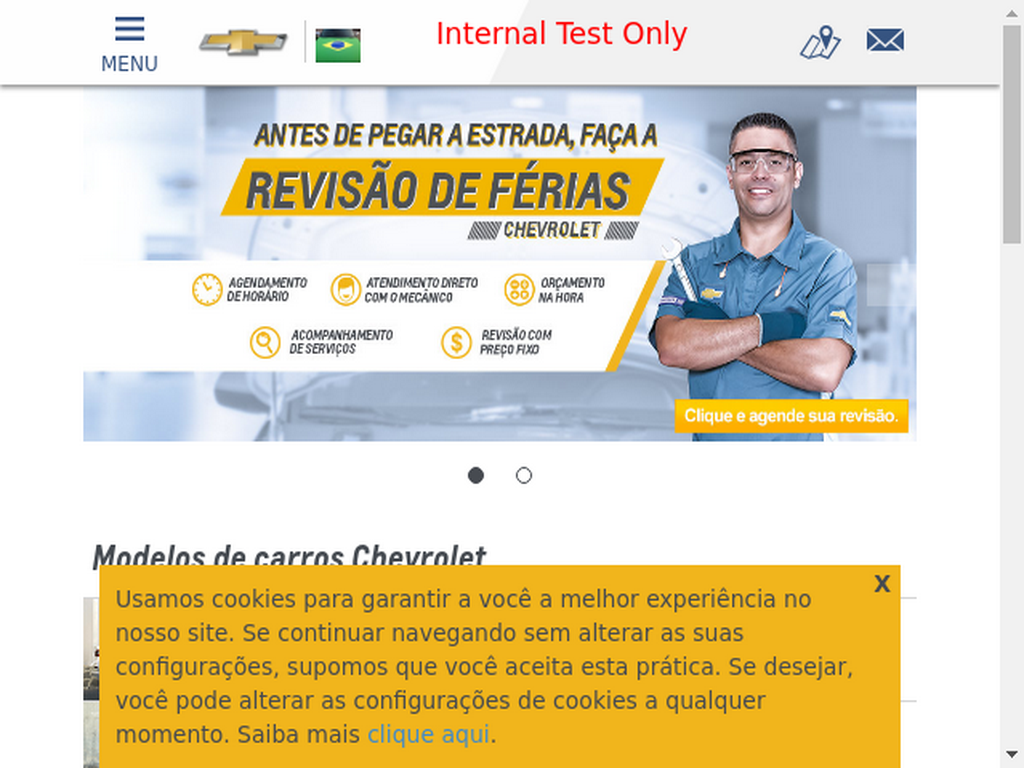 MENU
Internal Test Only
ANTES DE PEGAR A ESTRADA, FAÇA A
REVISÃO DE FÉRIAS
CHEVROLET
AGENDAMENTO
DE HORÁRIO
ATENDIMENTO DIRETO
COM O MECÂNICO
ORÇAMENTO
NA HORA
ACOMPANHAMENTO
DE SERVIÇOS
REVISÃO COM
PREÇO FIXO
Clique e agende sua revisão.
Modelos de carros Chevrolet
X
Usamos cookies para garantir a você a melhor experiência no
nosso site. Se continuar navegando sem alterar as suas
configurações, supomos que você aceita esta prática. Se desejar,
você pode alterar as configurações de cookies a qualquer
momento. Saiba mais clique aqui.